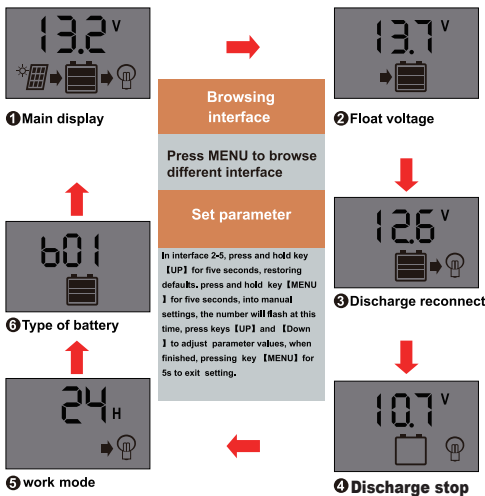 13.2 V
❶Main display
13.7 V
❷Float voltage
Browsing
interface
Press MENU to browse
different interface
Set parameter
In interface 2-5, press and hold key
【UP】for five seconds, restoring
defaults. press and hold key【MENU
】for five seconds, into manual
settings, the number will flash at this
time, press keys【UP】and【Down
】to adjust parameter values, when
finished, pressing key【MENU】for
5s to exit setting.
12.6 V
❸Discharge reconnect
10.7 V
❹Discharge stop
24 H
❺work mode
b01
❻Type of battery